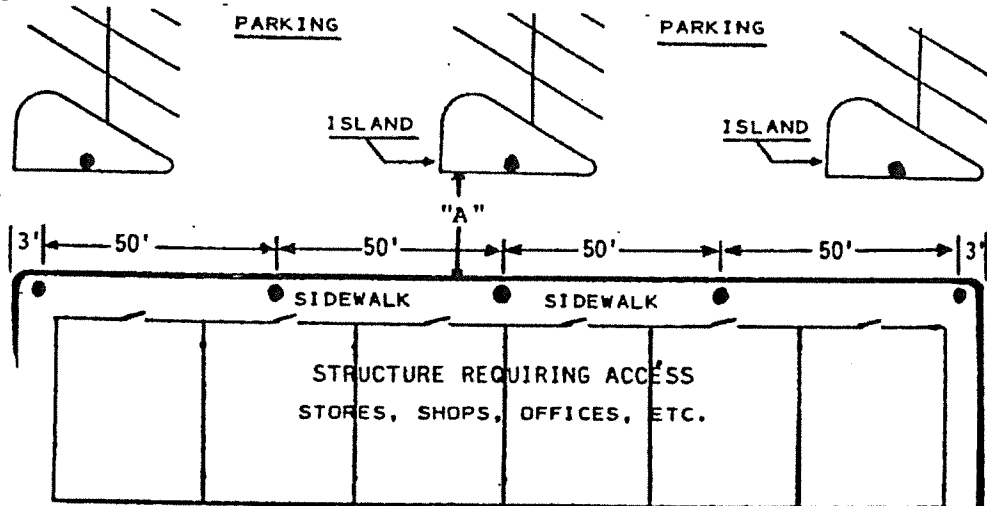 PARKING
PARKING
ISLAND
ISLAND
"A"
3' 50' 50' 50' 50' 3'
SIDEWALK SIDEWALK
STRUCTURE REQUIRING ACCESS
STORES, SHOPS, OFFICES, ETC.